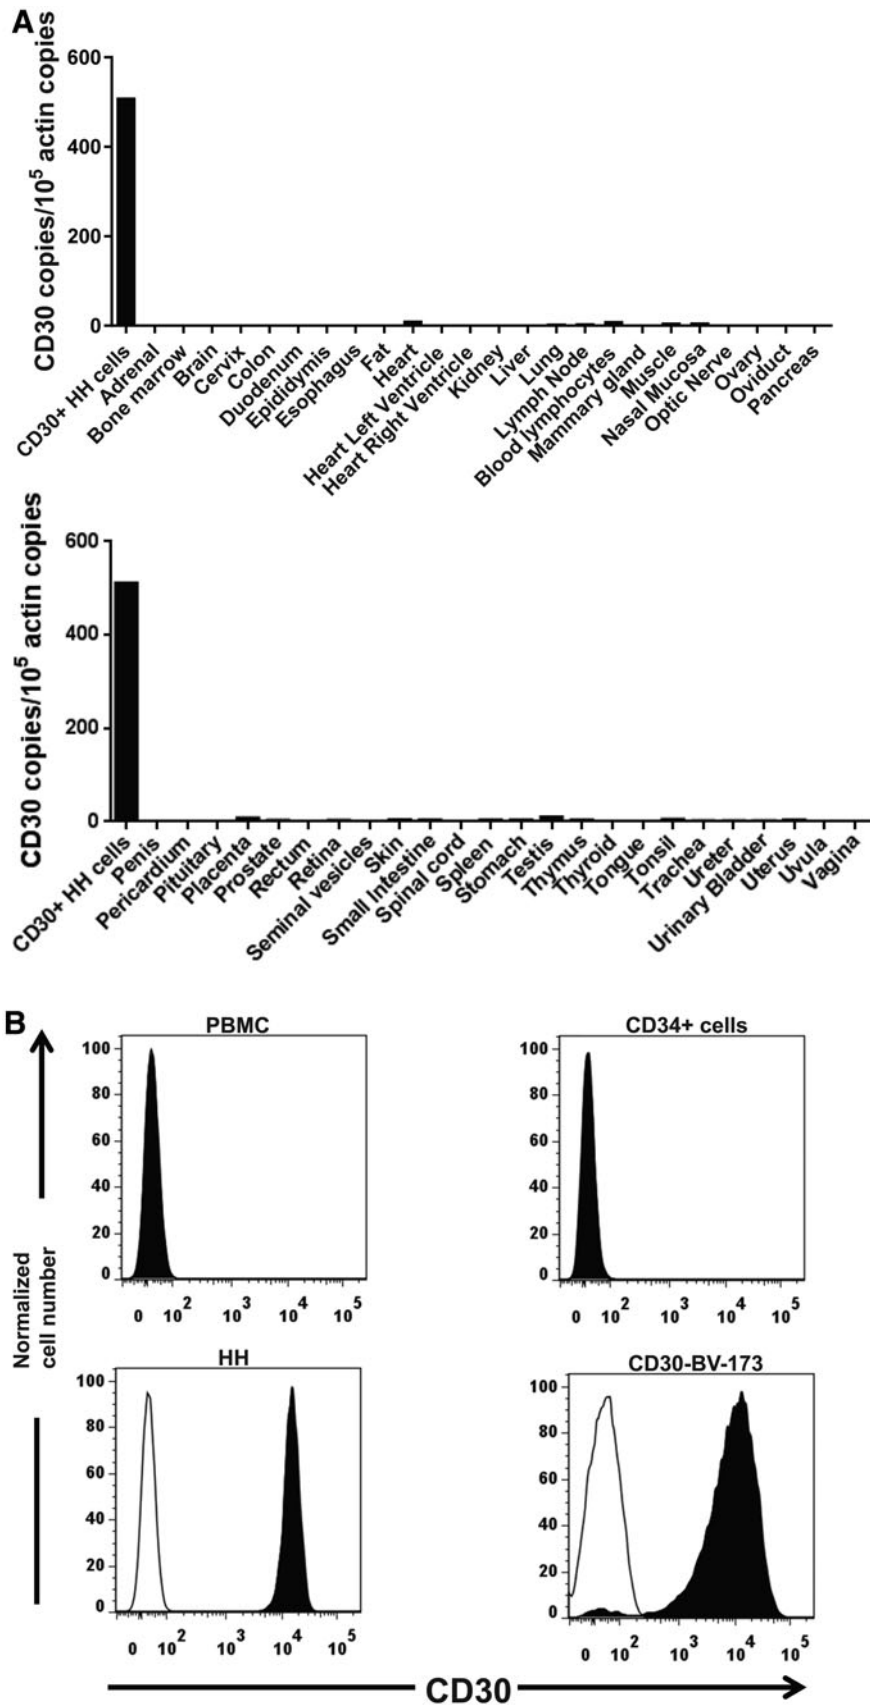 A
CD30 copies/10⁵ actin copies
600
400
200
0
CD30+ HH cells
Adrenal
Bone marrow
Brain
Cervix
Colon
Duodenum
Epididymis
Esophagus
Fat
Heart
Heart Left Ventricle
Heart Right Ventricle
Kidney
Liver
Lung
Lymph Node
Blood lymphocytes
Mammary gland
Muscle
Nasal Mucosa
Optic Nerve
Ovary
Oviduct
Pancreas
CD30 copies/10⁵ actin copies
600
400
200
0
CD30+ HH cells
Penis
Pericardium
Pituitary
Placenta
Prostate
Rectum
Retina
Seminal vesicles
Skin
Small Intestine
Spinal cord
Spleen
Stomach
Testis
Thymus
Thyroid
Tongue
Tonsil
Trachea
Ureter
Urinary Bladder
Uterus
Uvula
Vagina
B
Normalized
cell number
PBMC
100
80
60
40
20
0
0 10² 10³ 10⁴ 10⁵
CD34+ cells
100
80
60
40
20
0
0 10² 10³ 10⁴ 10⁵
HH
100
80
60
40
20
0
0 10² 10³ 10⁴ 10⁵
CD30-BV-173
100
80
60
40
20
0
0 10² 10³ 10⁴ 10⁵
CD30